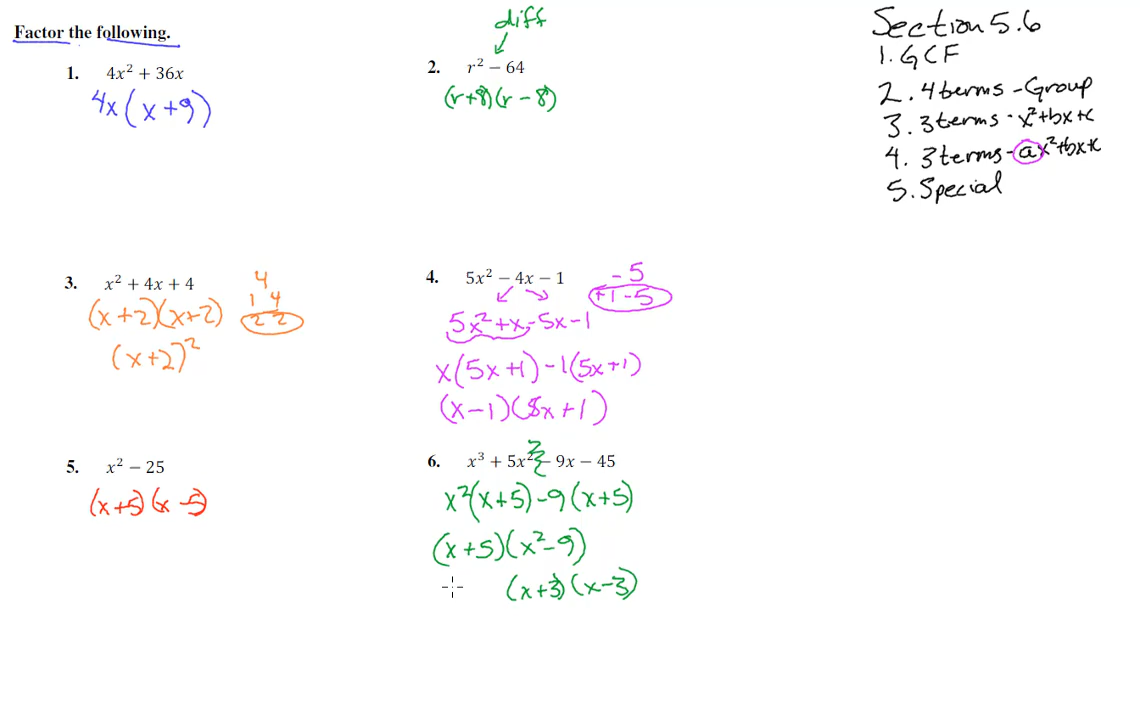 Factor the following.
1. 4x² + 36x
4x(x+9)
diff
2. r² − 64
(r+8)(r−8)
Section 5.6
1. GCF
2. 4 terms - Group
3. 3 terms - x²+bx+c
4. 3 terms - ax²+bx+c
5. Special
3. x² + 4x + 4
(x+2)(x+2)
(x+2)²
4
1 4
2 2
4. 5x² − 4x − 1
-5
+1 -5
5x²+x-5x-1
x(5x+1)-1(5x+1)
(x-1)(5x+1)
5. x² − 25
(x+5)(x-5)
6. x³ + 5x² − 9x − 45
x²(x+5)-9(x+5)
(x+5)(x²-9)
(x+3)(x-3)